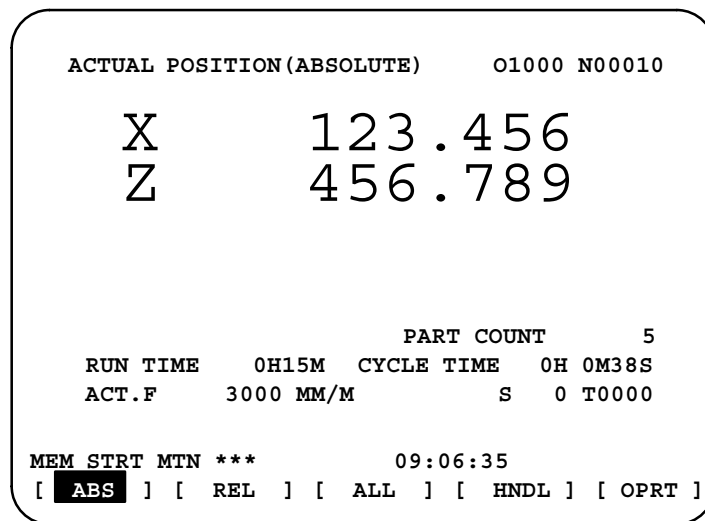 ACTUAL POSITION(ABSOLUTE) O1000 N00010
X 123.456
Z 456.789
PART COUNT 5
RUN TIME 0H15M CYCLE TIME 0H 0M38S
ACT.F 3000 MM/M S 0 T0000
MEM STRT MTN *** 09:06:35
[ ABS ] [ REL ] [ ALL ] [ HNDL ] [ OPRT ]